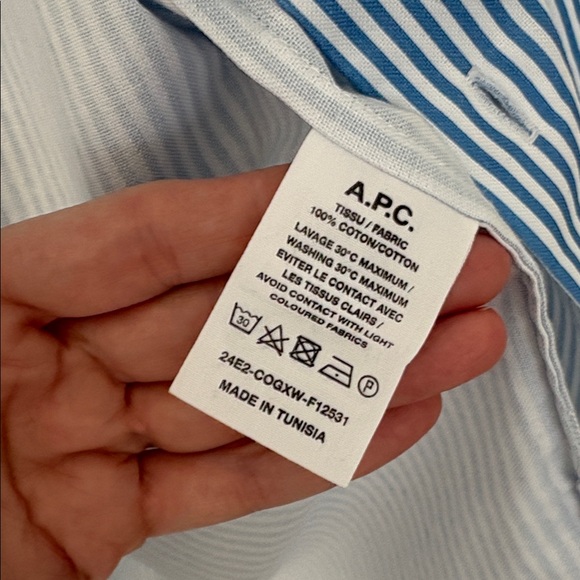 A.P.C.
TISSU / FABRIC
100% COTON/COTTON
LAVAGE 30°C MAXIMUM /
WASHING 30°C MAXIMUM
EVITER LE CONTACT AVEC
LES TISSUS CLAIRS /
AVOID CONTACT WITH LIGHT
COLOURED FABRICS
30 P
24E2-COGXW-F12531
MADE IN TUNISIA